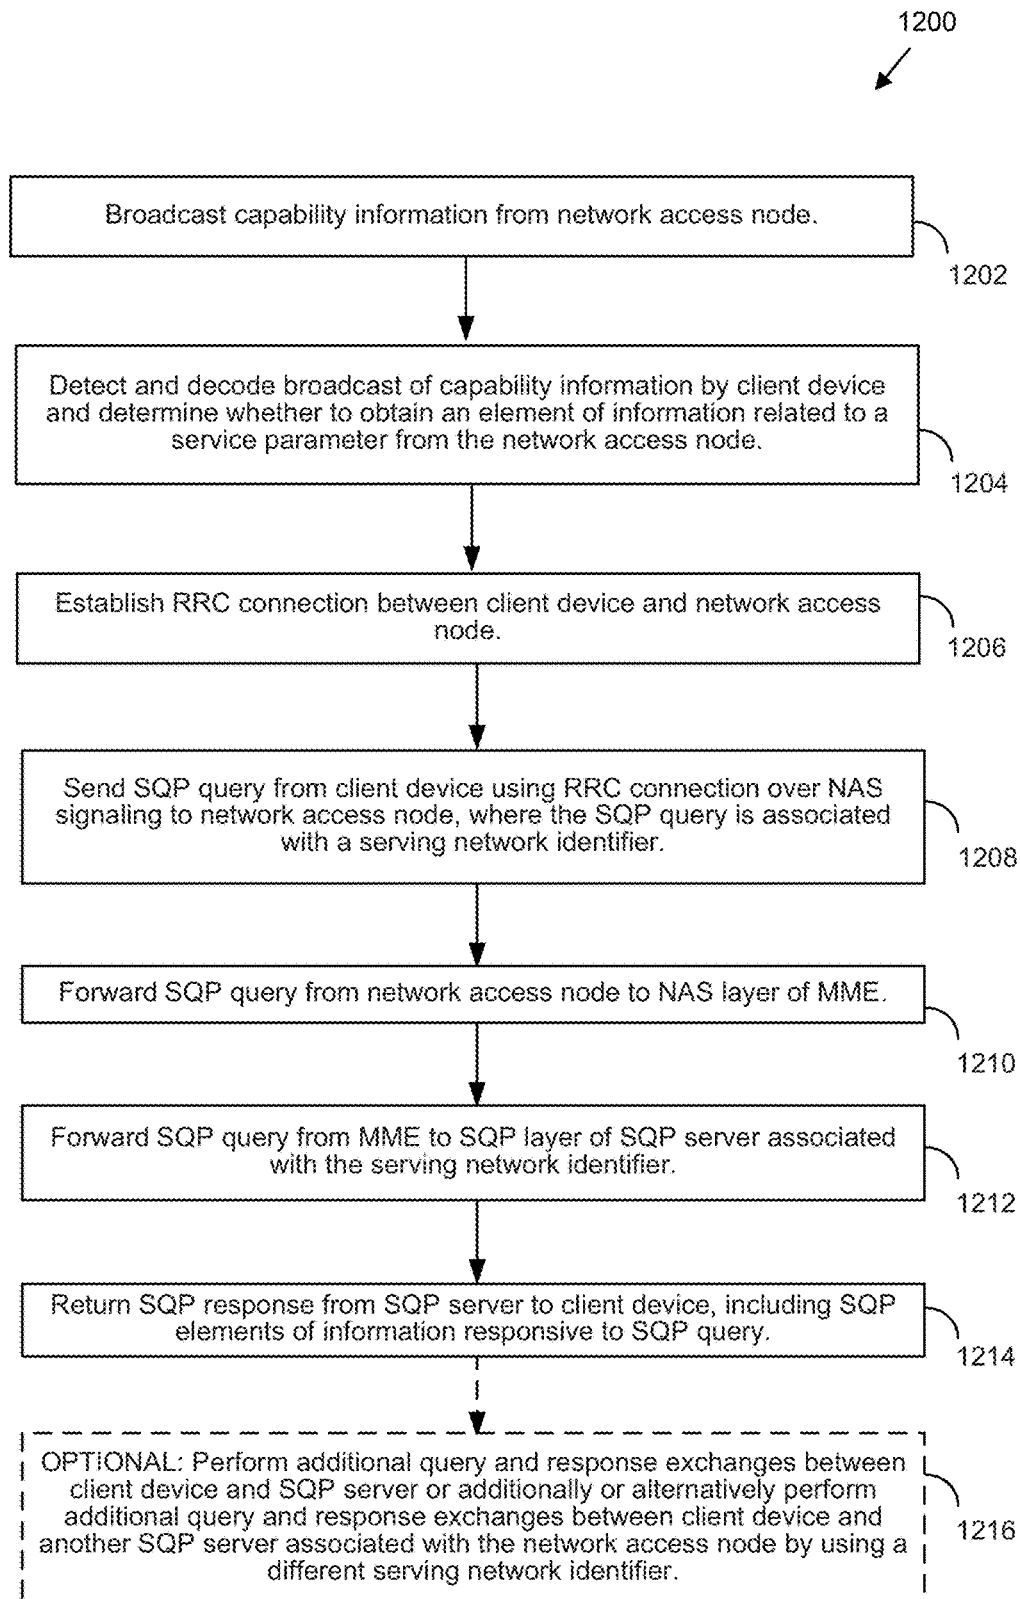 1200
Broadcast capability information from network access node.
1202
Detect and decode broadcast of capability information by client device
and determine whether to obtain an element of information related to a
service parameter from the network access node.
1204
Establish RRC connection between client device and network access
node.
1206
Send SQP query from client device using RRC connection over NAS
signaling to network access node, where the SQP query is associated
with a serving network identifier.
1208
Forward SQP query from network access node to NAS layer of MME.
1210
Forward SQP query from MME to SQP layer of SQP server associated
with the serving network identifier.
1212
Return SQP response from SQP server to client device, including SQP
elements of information responsive to SQP query.
1214
OPTIONAL: Perform additional query and response exchanges between
client device and SQP server or additionally or alternatively perform
additional query and response exchanges between client device and
another SQP server associated with the network access node by using a
different serving network identifier.
1216